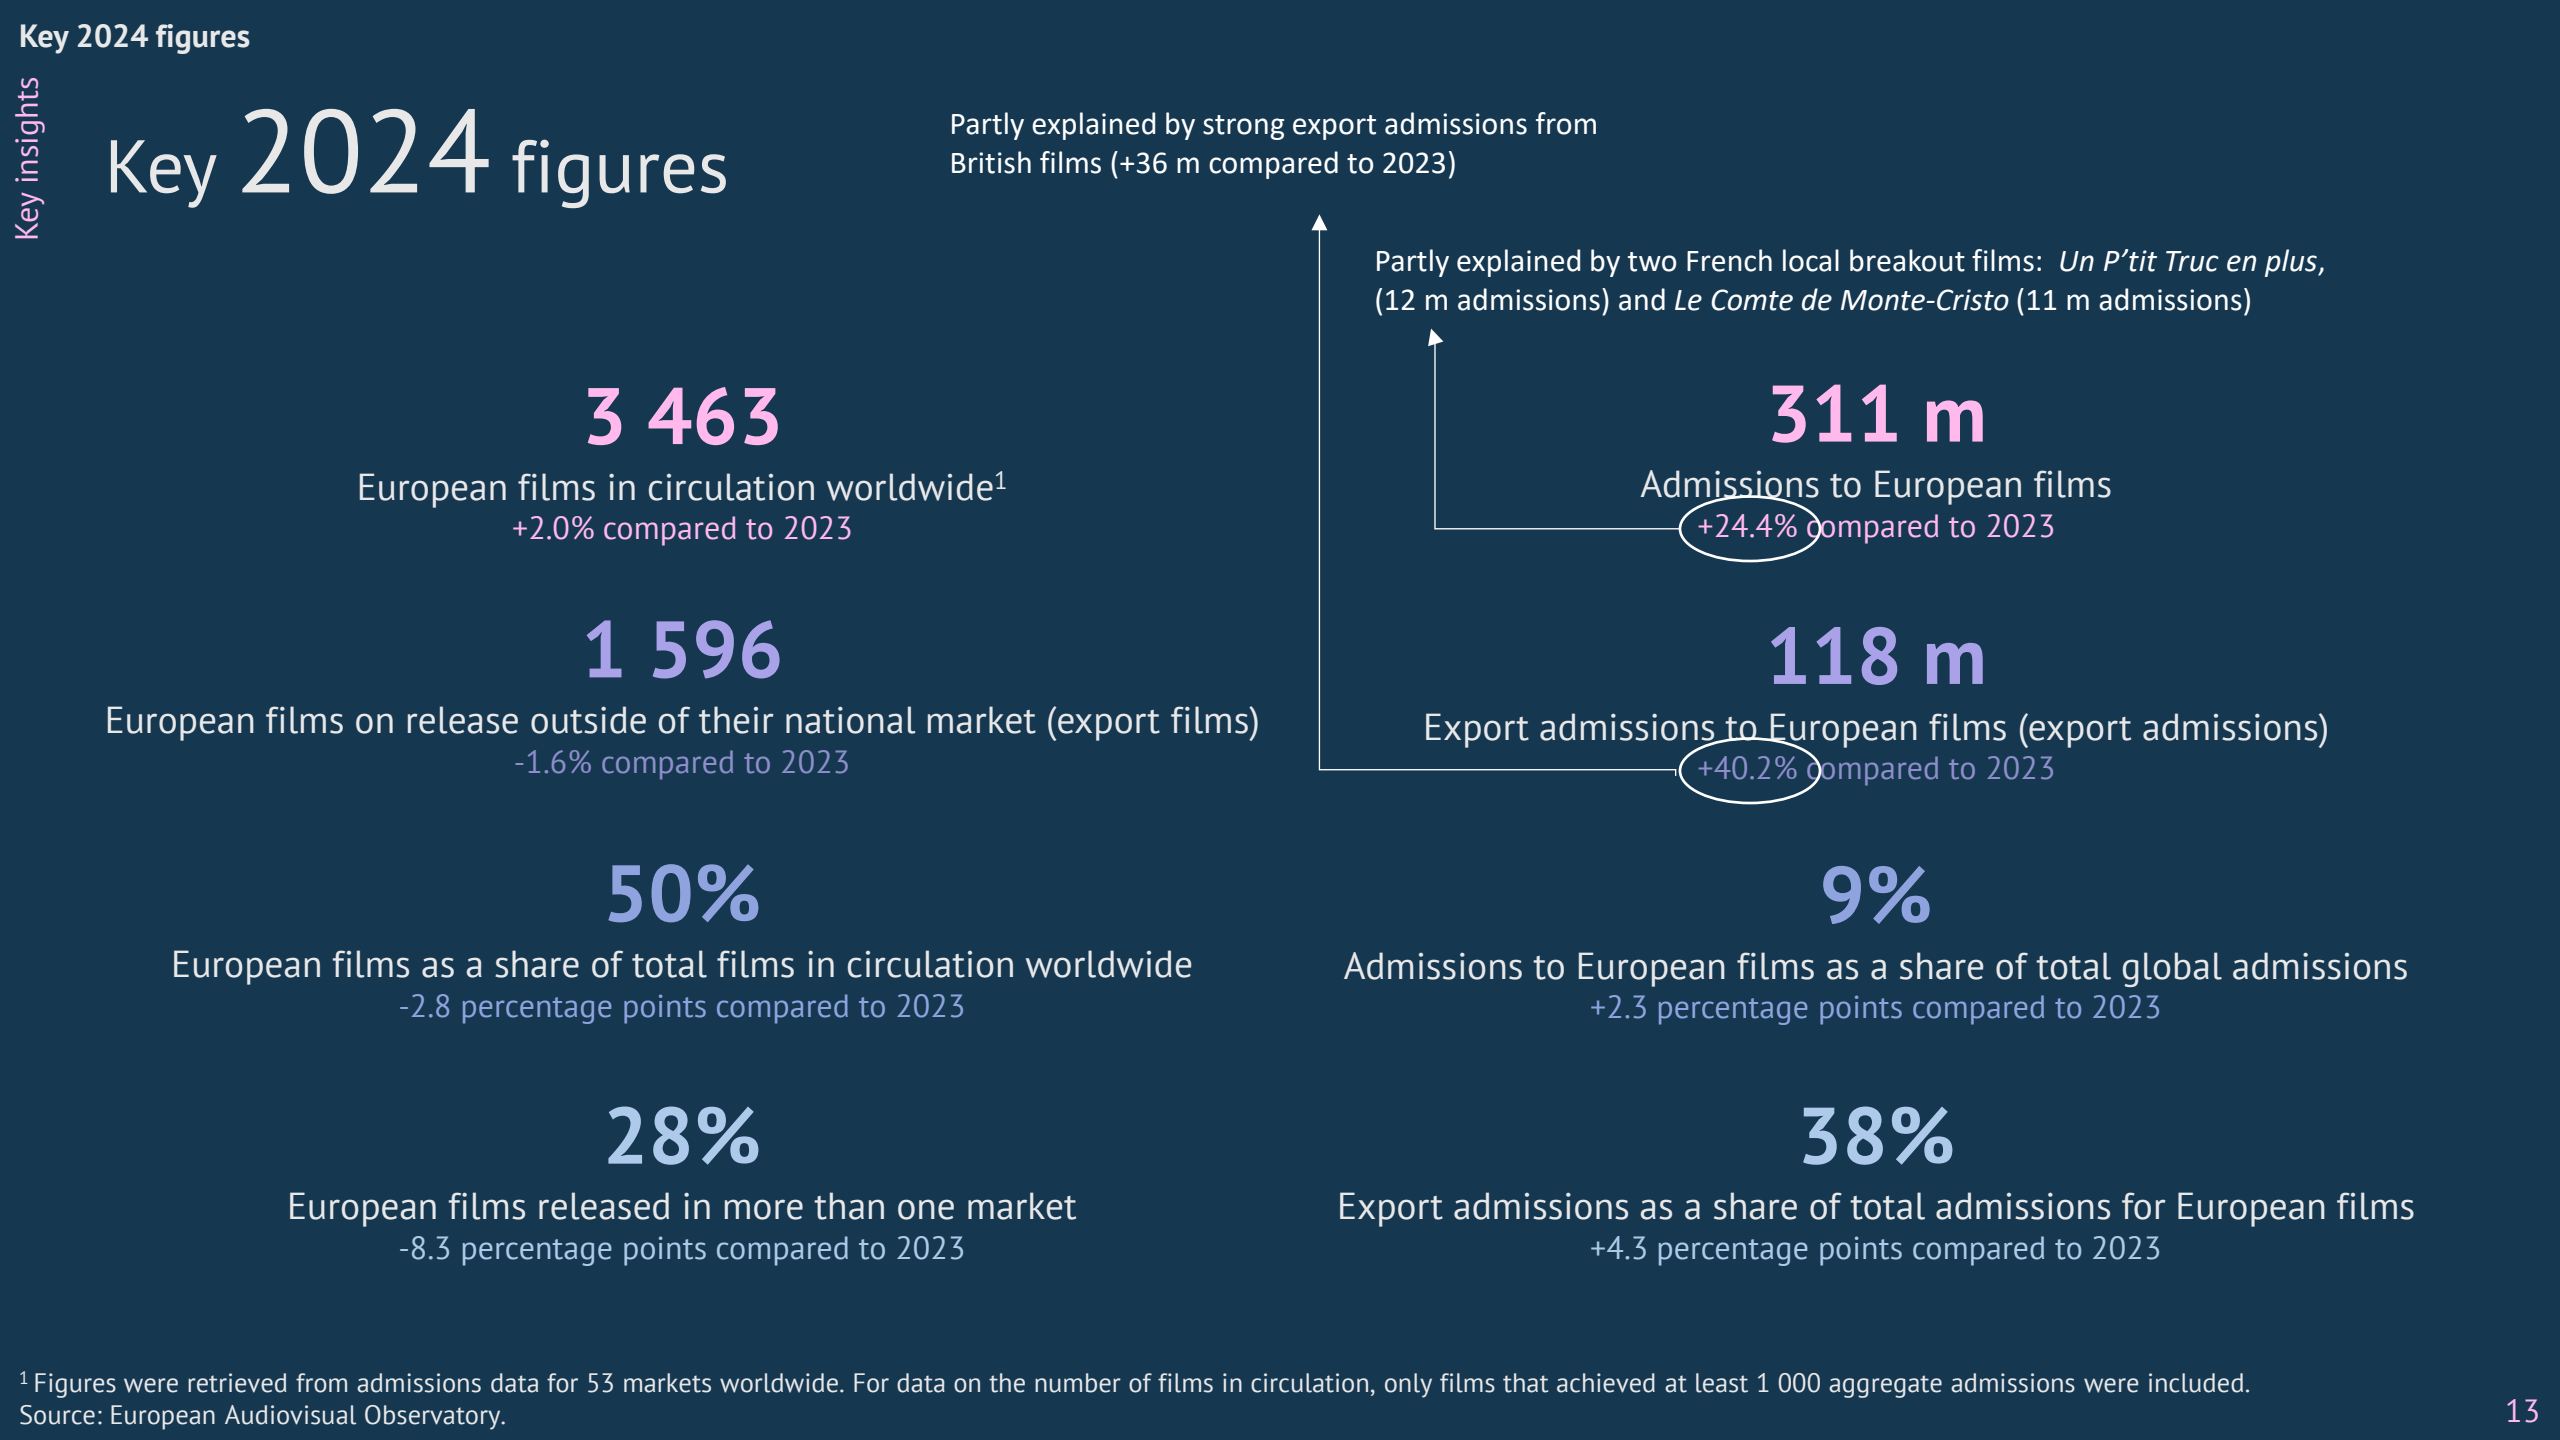 Key 2024 figures
Key insights
Key 2024 figures
Partly explained by strong export admissions from
British films (+36 m compared to 2023)
Partly explained by two French local breakout films:  Un P’tit Truc en plus,
(12 m admissions) and Le Comte de Monte-Cristo (11 m admissions)
3 463
European films in circulation worldwide¹
+2.0% compared to 2023
311 m
Admissions to European films
+24.4% compared to 2023
1 596
European films on release outside of their national market (export films)
-1.6% compared to 2023
118 m
Export admissions to European films (export admissions)
+40.2% compared to 2023
50%
European films as a share of total films in circulation worldwide
-2.8 percentage points compared to 2023
9%
Admissions to European films as a share of total global admissions
+2.3 percentage points compared to 2023
28%
European films released in more than one market
-8.3 percentage points compared to 2023
38%
Export admissions as a share of total admissions for European films
+4.3 percentage points compared to 2023
¹ Figures were retrieved from admissions data for 53 markets worldwide. For data on the number of films in circulation, only films that achieved at least 1 000 aggregate admissions were included.
Source: European Audiovisual Observatory.
13